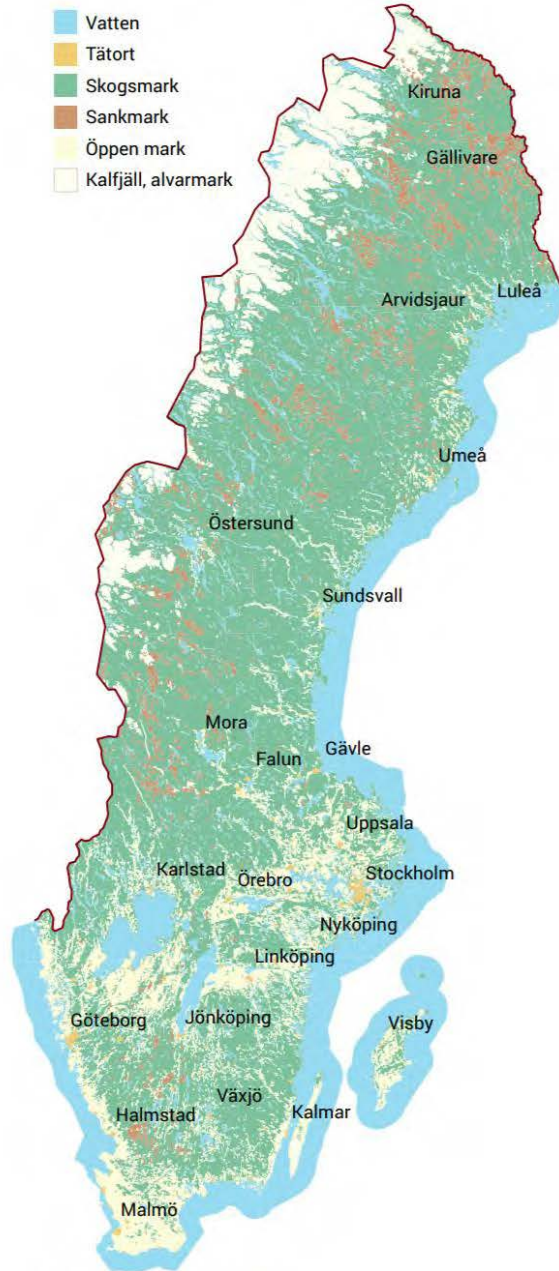 Vatten
Tätort
Skogsmark
Sankmark
Öppen mark
Kalfjäll, alvarmark
Kiruna
Gällivare
Arvidsjaur
Luleå
Umeå
Östersund
Sundsvall
Mora
Gävle
Falun
Uppsala
Karlstad
Örebro
Stockholm
Nyköping
Linköping
Göteborg
Jönköping
Visby
Växjö
Halmstad
Kalmar
Malmö